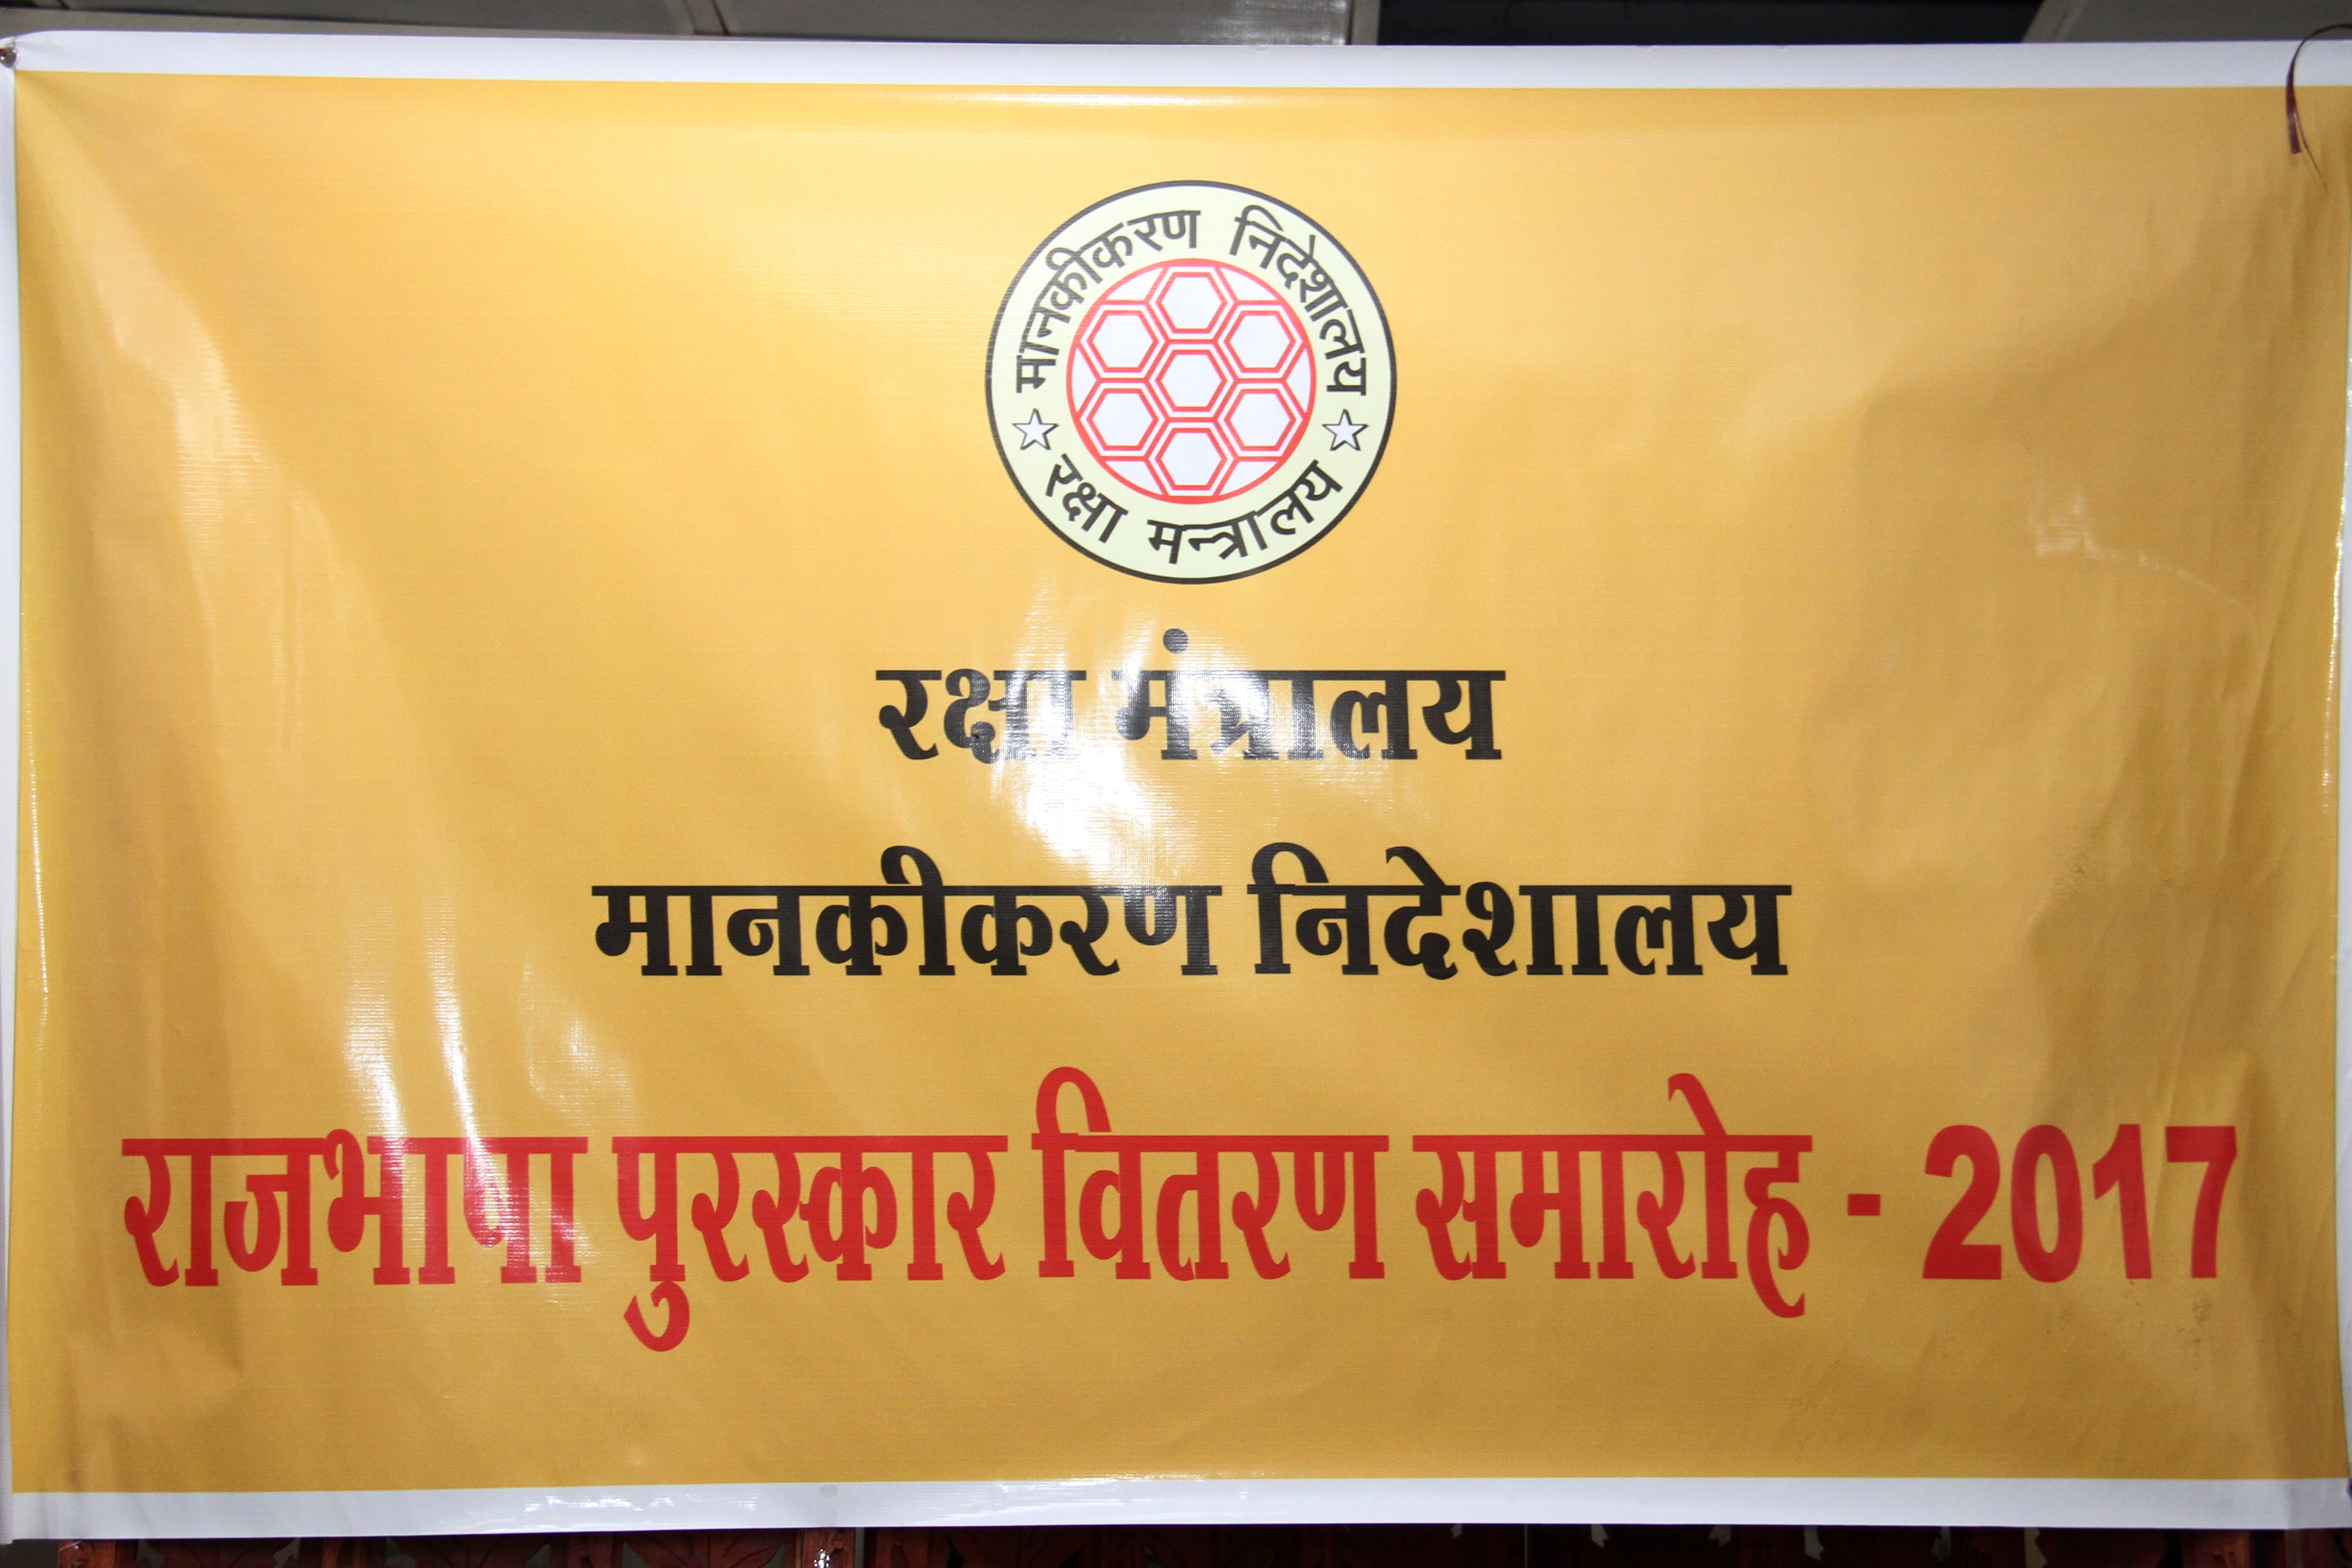 मानकीकरण निदेशालय
रक्षा मन्त्रालय
रक्षा मंत्रालय
मानकीकरण निदेशालय
राजभाषा पुरस्कार वितरण समारोह - 2017